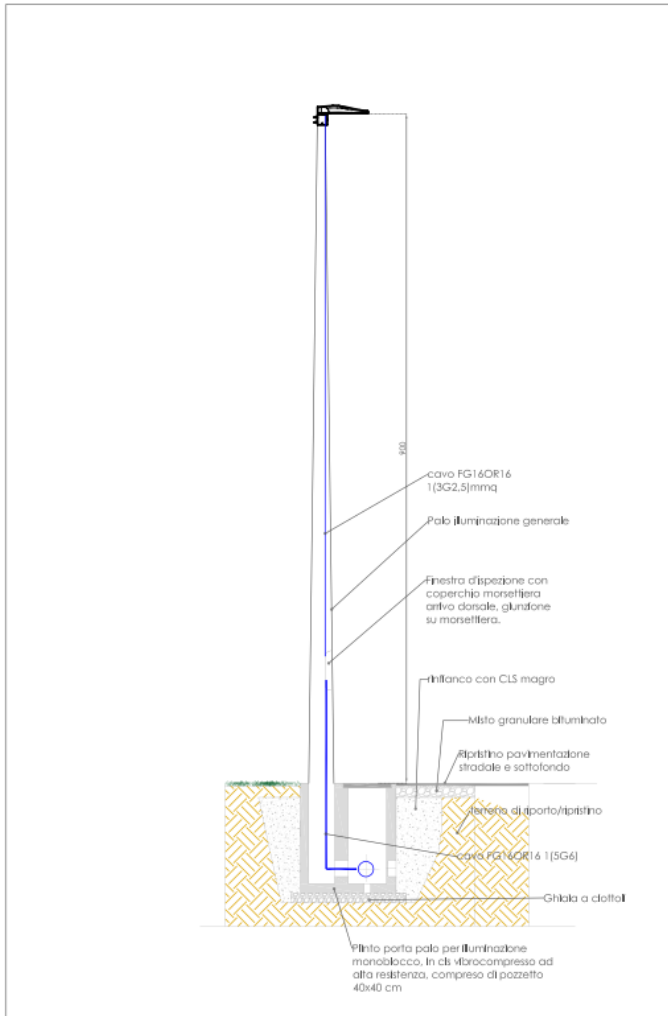 900
cavo FG16OR16
1(3G2,5)mmq
Palo illuminazione generale
Finestra d'ispezione con
coperchio morsettiera
arrivo dorsale, giunzione
su morsettiera.
rinfianco con CLS magro
Misto granulare bituminato
Ripristino pavimentazione
stradale e sottofondo
terreno di riporto/ripristino
cavo FG16OR16 1(5G6)
Ghiaia a ciottoli
Plinto porta palo per illuminazione
monoblocco, in cls vibrocompresso ad
alta resistenza, compreso di pozzetto
40x40 cm